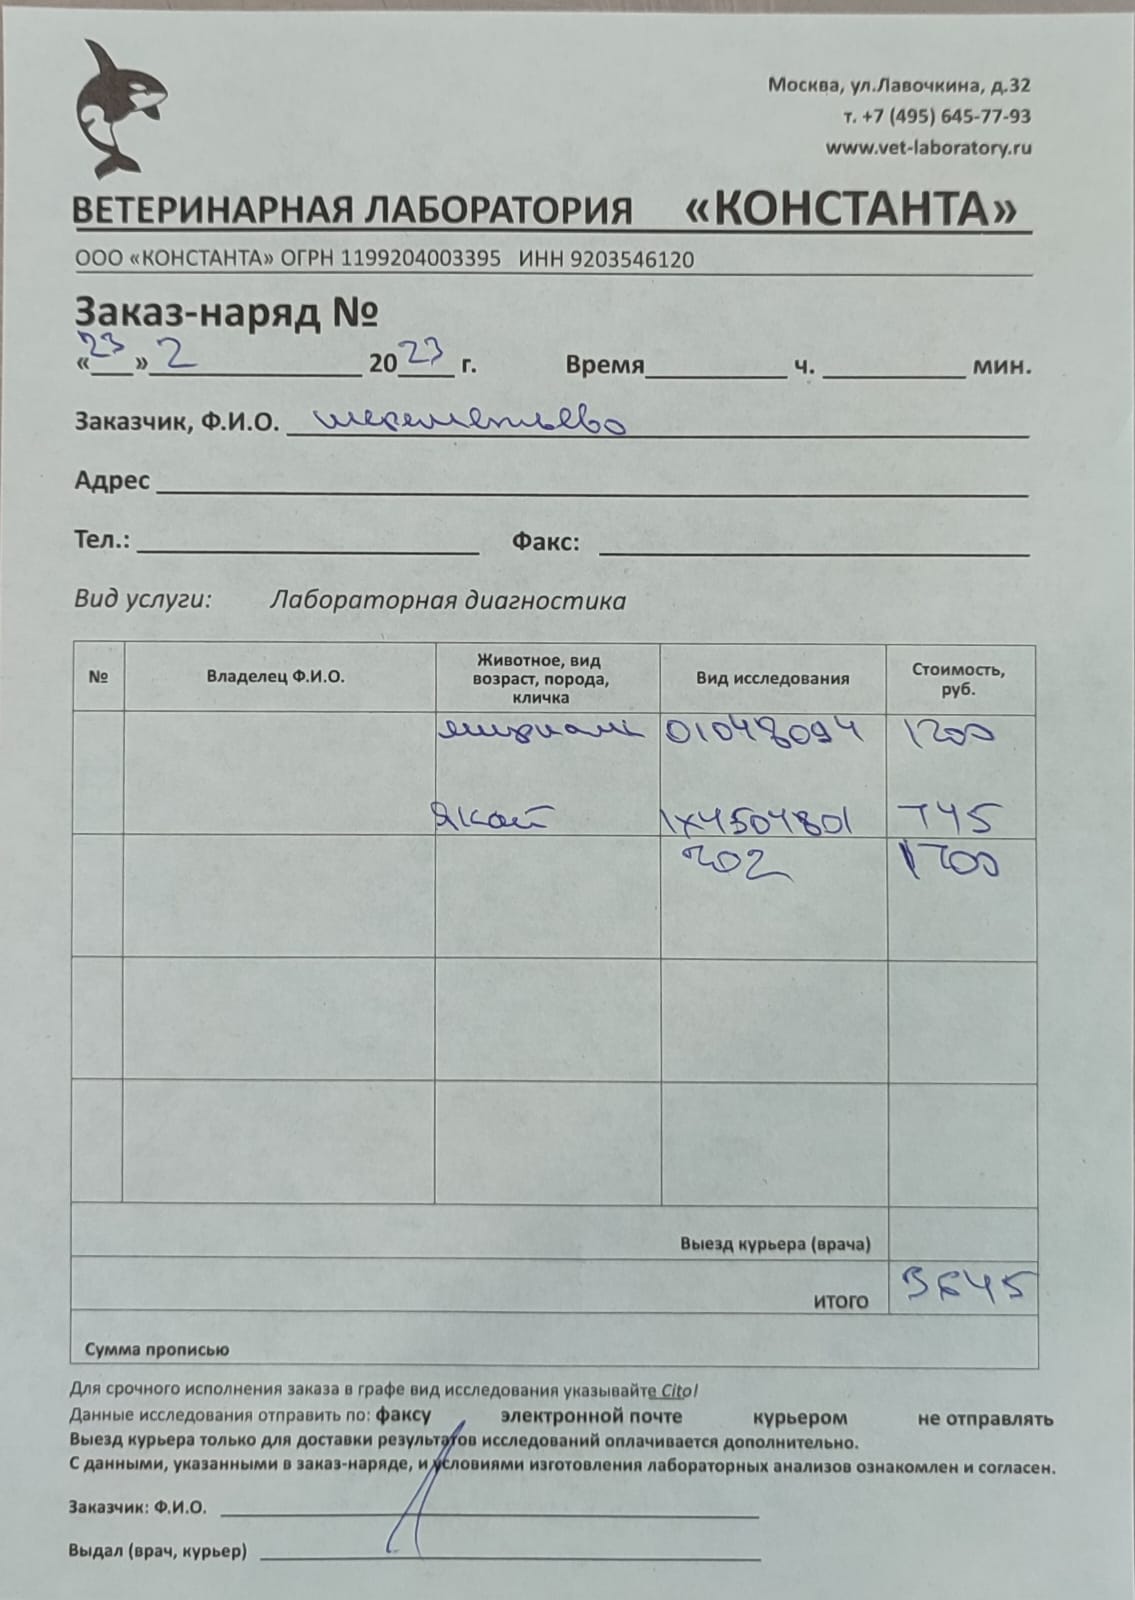 Москва, ул.Лавочкина, д.32
т. +7 (495) 645-77-93
www.vet-laboratory.ru
ВЕТЕРИНАРНАЯ ЛАБОРАТОРИЯ «КОНСТАНТА»
ООО «КОНСТАНТА» ОГРН 1199204003395 ИНН 9203546120
Заказ-наряд №
«23» 2 2023 г. Время ч. мин.
Заказчик, Ф.И.О. шереметьево
Адрес
Тел.: Факс:
Вид услуги: Лабораторная диагностика
№ Владелец Ф.И.О. Животное, вид возраст, порода, кличка Вид исследования Стоимость, руб.
1200
745
202 1700
Выезд курьера (врача)
ИТОГО 3645
Сумма прописью
Для срочного исполнения заказа в графе вид исследования указывайте Cito!
Данные исследования отправить по: факсу электронной почте курьером не отправлять
Выезд курьера только для доставки результатов исследований оплачивается дополнительно.
С данными, указанными в заказ-наряде, и условиями изготовления лабораторных анализов ознакомлен и согласен.
Заказчик: Ф.И.О.
Выдал (врач, курьер)